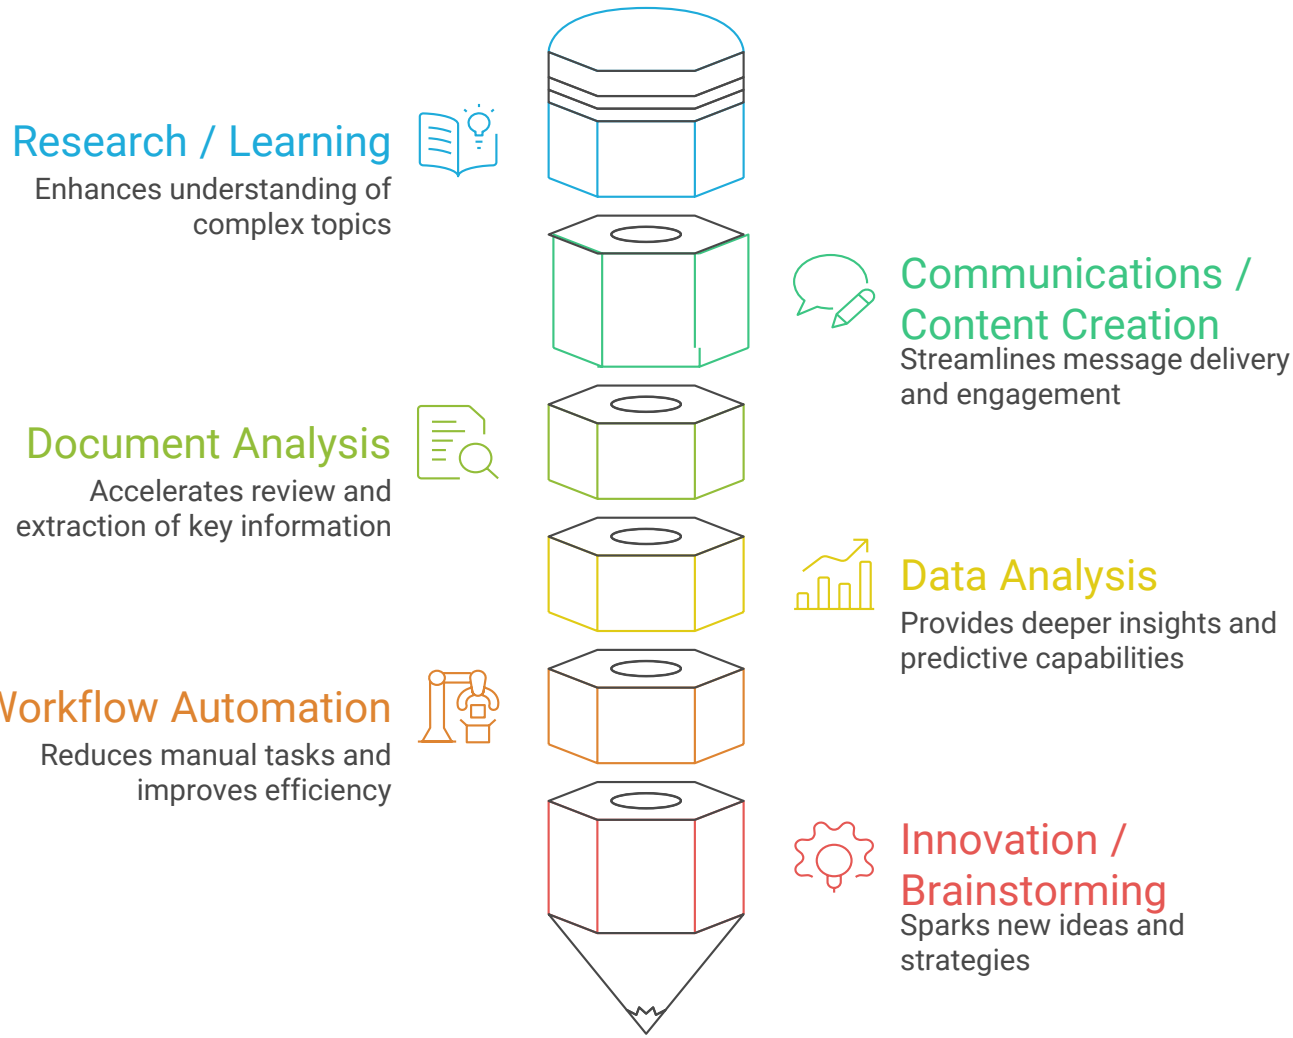 Research / Learning
Enhances understanding of
complex topics
Communications /
Content Creation
Streamlines message delivery
and engagement
Document Analysis
Accelerates review and
extraction of key information
Data Analysis
Provides deeper insights and
predictive capabilities
Workflow Automation
Reduces manual tasks and
improves efficiency
Innovation /
Brainstorming
Sparks new ideas and
strategies